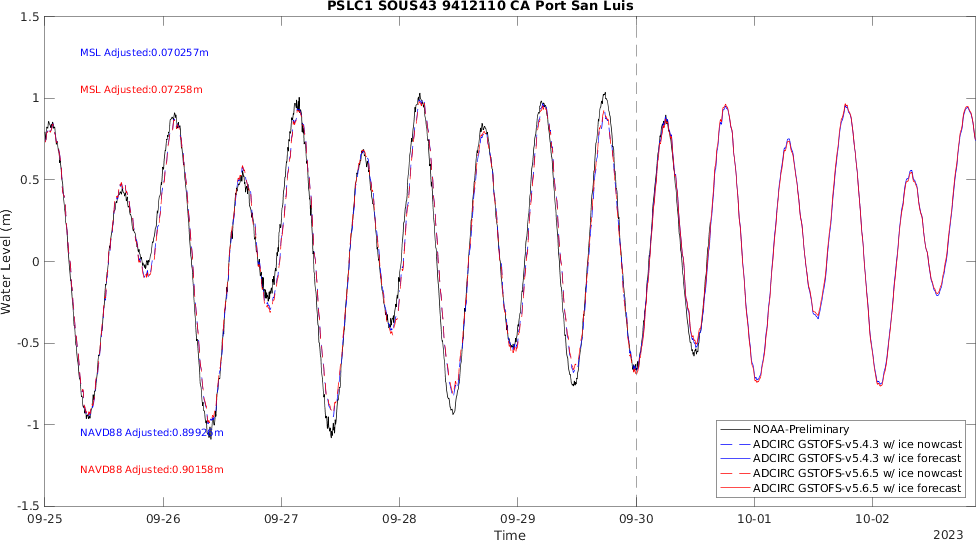 PSLC1 SOUS43 9412110 CA Port San Luis
1.5
MSL Adjusted:0.070257m
1
MSL Adjusted:0.07258m
0.5
Water Level (m)
0
-0.5
-1
NAVD88 Adjusted:0.89926m
NAVD88 Adjusted:0.90158m
-1.5
NOAA-Preliminary
ADCIRC GSTOFS-v5.4.3 w/ ice nowcast
ADCIRC GSTOFS-v5.4.3 w/ ice forecast
ADCIRC GSTOFS-v5.6.5 w/ ice nowcast
ADCIRC GSTOFS-v5.6.5 w/ ice forecast
09-25 09-26 09-27 09-28 09-29 09-30 10-01 10-02
Time
2023